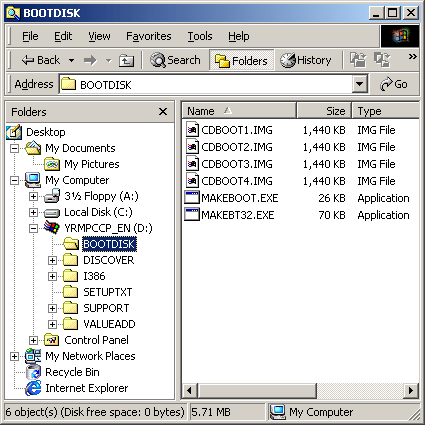 BOOTDISK
File Edit View Favorites Tools Help
Back Search Folders History »
Address BOOTDISK Go
Folders
Desktop
My Documents
My Pictures
My Computer
3½ Floppy (A:)
Local Disk (C:)
YRMPCCP_EN (D:)
BOOTDISK
DISCOVER
I386
SETUPTXT
SUPPORT
VALUEADD
Control Panel
My Network Places
Recycle Bin
Internet Explorer
Name Size Type
CDBOOT1.IMG 1,440 KB IMG File
CDBOOT2.IMG 1,440 KB IMG File
CDBOOT3.IMG 1,440 KB IMG File
CDBOOT4.IMG 1,440 KB IMG File
MAKEBOOT.EXE 26 KB Application
MAKEBT32.EXE 70 KB Application
6 object(s) (Disk free space: 0 bytes) 5.71 MB My Computer